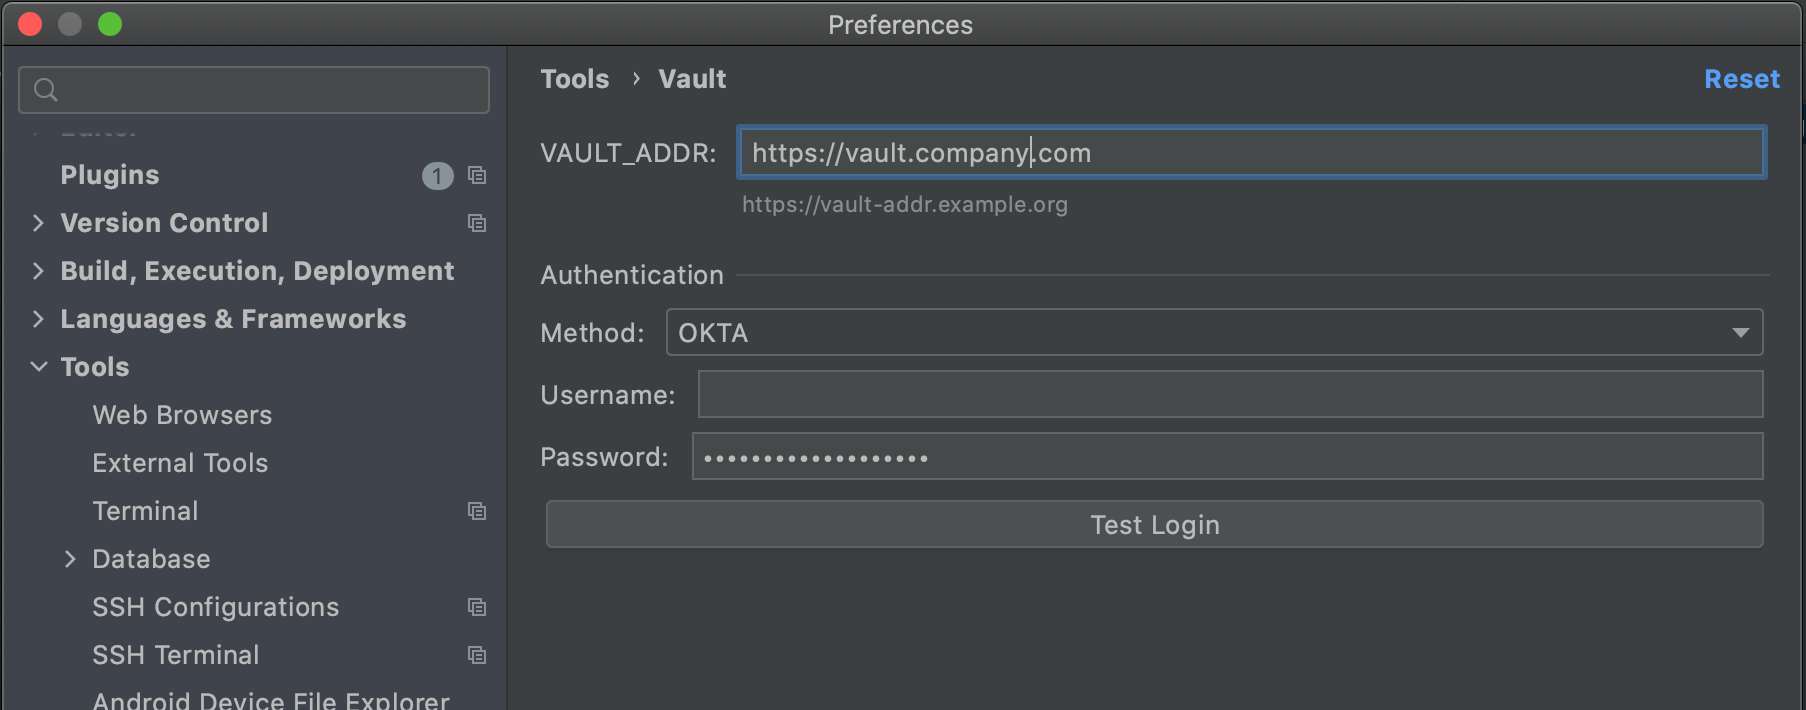 Preferences
Tools › Vault
Reset
Editor
Plugins 1
Version Control
Build, Execution, Deployment
Languages & Frameworks
Tools
Web Browsers
External Tools
Terminal
Database
SSH Configurations
SSH Terminal
Android Device File Explorer
VAULT_ADDR: https://vault.company.com
https://vault-addr.example.org
Authentication
Method: OKTA
Username:
Password: •••••••••••••••••••
Test Login